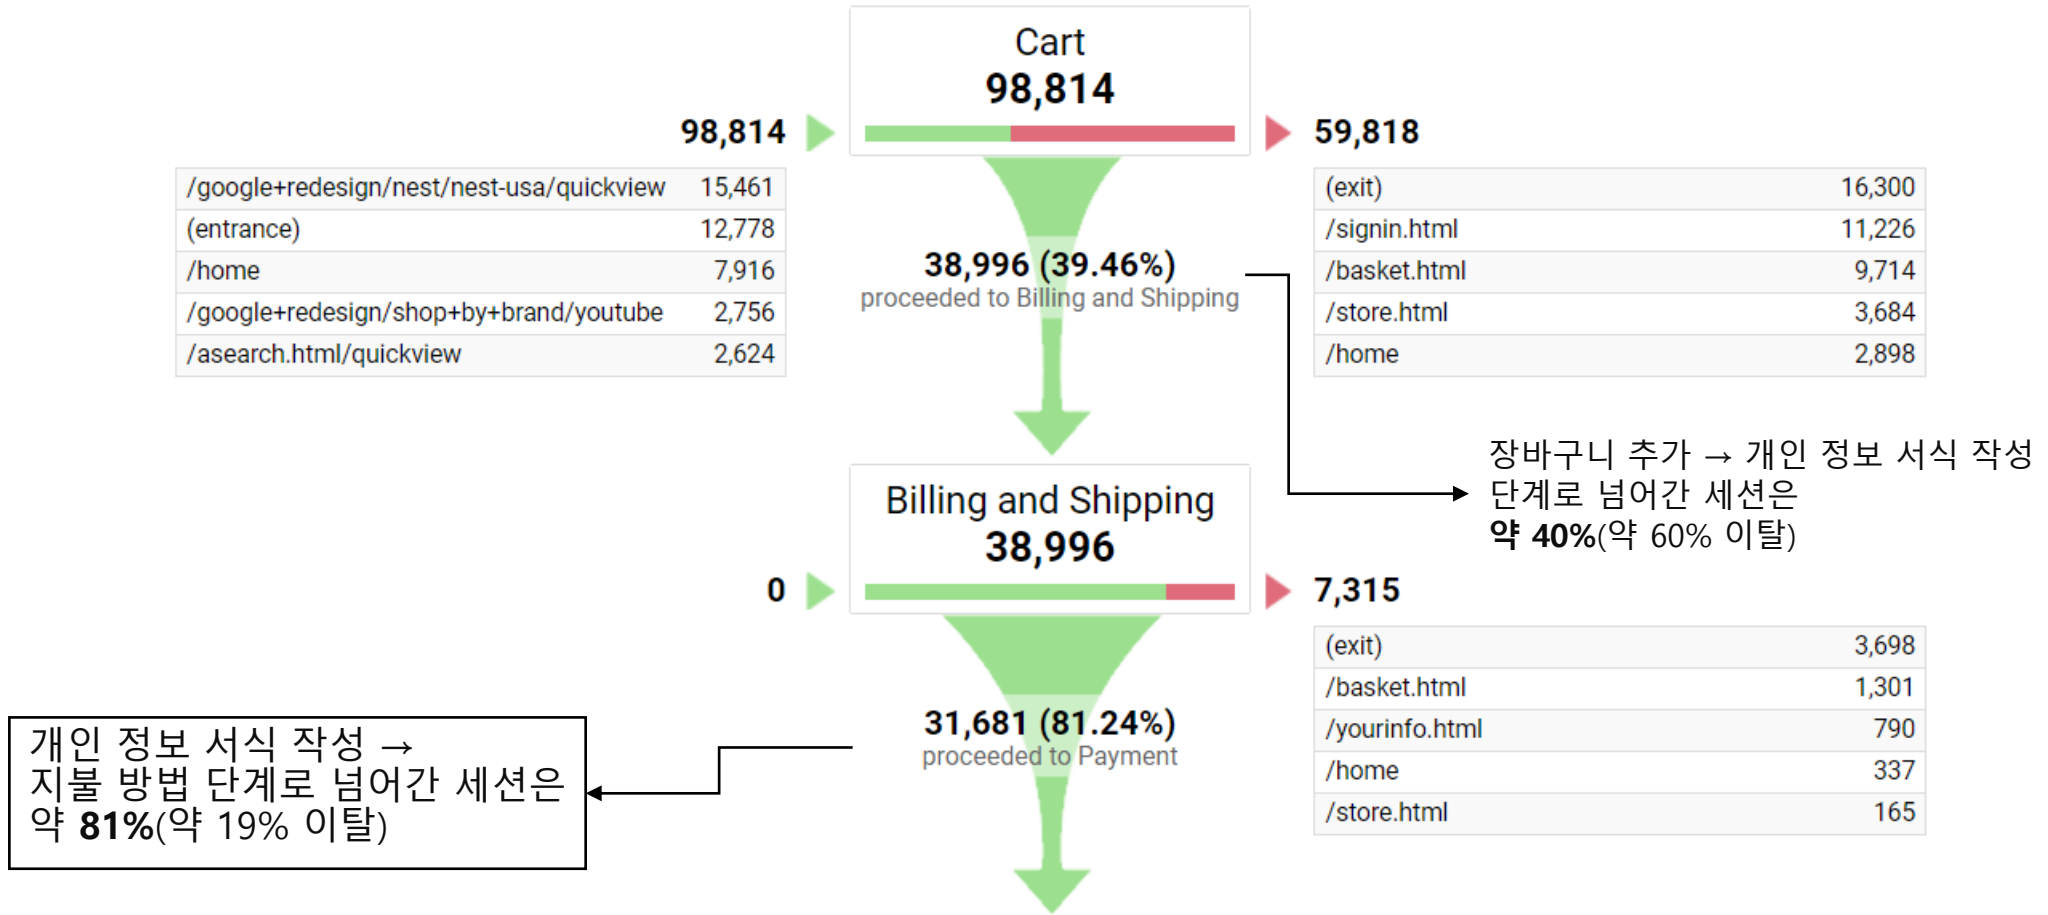 Cart
98,814
98,814
/google+redesign/nest/nest-usa/quickview 15,461
(entrance) 12,778
/home 7,916
/google+redesign/shop+by+brand/youtube 2,756
/asearch.html/quickview 2,624
59,818
(exit) 16,300
/signin.html 11,226
/basket.html 9,714
/store.html 3,684
/home 2,898
38,996 (39.46%)
proceeded to Billing and Shipping
장바구니 추가 → 개인 정보 서식 작성
단계로 넘어간 세션은
약 40%(약 60% 이탈)
Billing and Shipping
38,996
0
7,315
(exit) 3,698
/basket.html 1,301
/yourinfo.html 790
/home 337
/store.html 165
31,681 (81.24%)
proceeded to Payment
개인 정보 서식 작성 →
지불 방법 단계로 넘어간 세션은
약 81%(약 19% 이탈)